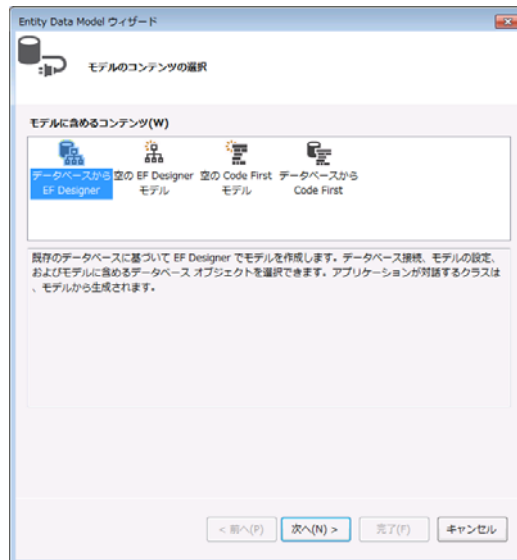 Entity Data Model ウィザード
モデルのコンテンツの選択
モデルに含めるコンテンツ(W)
データベースから 空の EF Designer 空の Code First データベースから
EF Designer モデル モデル Code First
既存のデータベースに基づいて EF Designer でモデルを作成します。データベース接続、モデルの設定、
およびモデルに含めるデータベース オブジェクトを選択できます。アプリケーションが対話するクラスは
、モデルから生成されます。
< 前へ(P) 次へ(N) > 完了(F) キャンセル